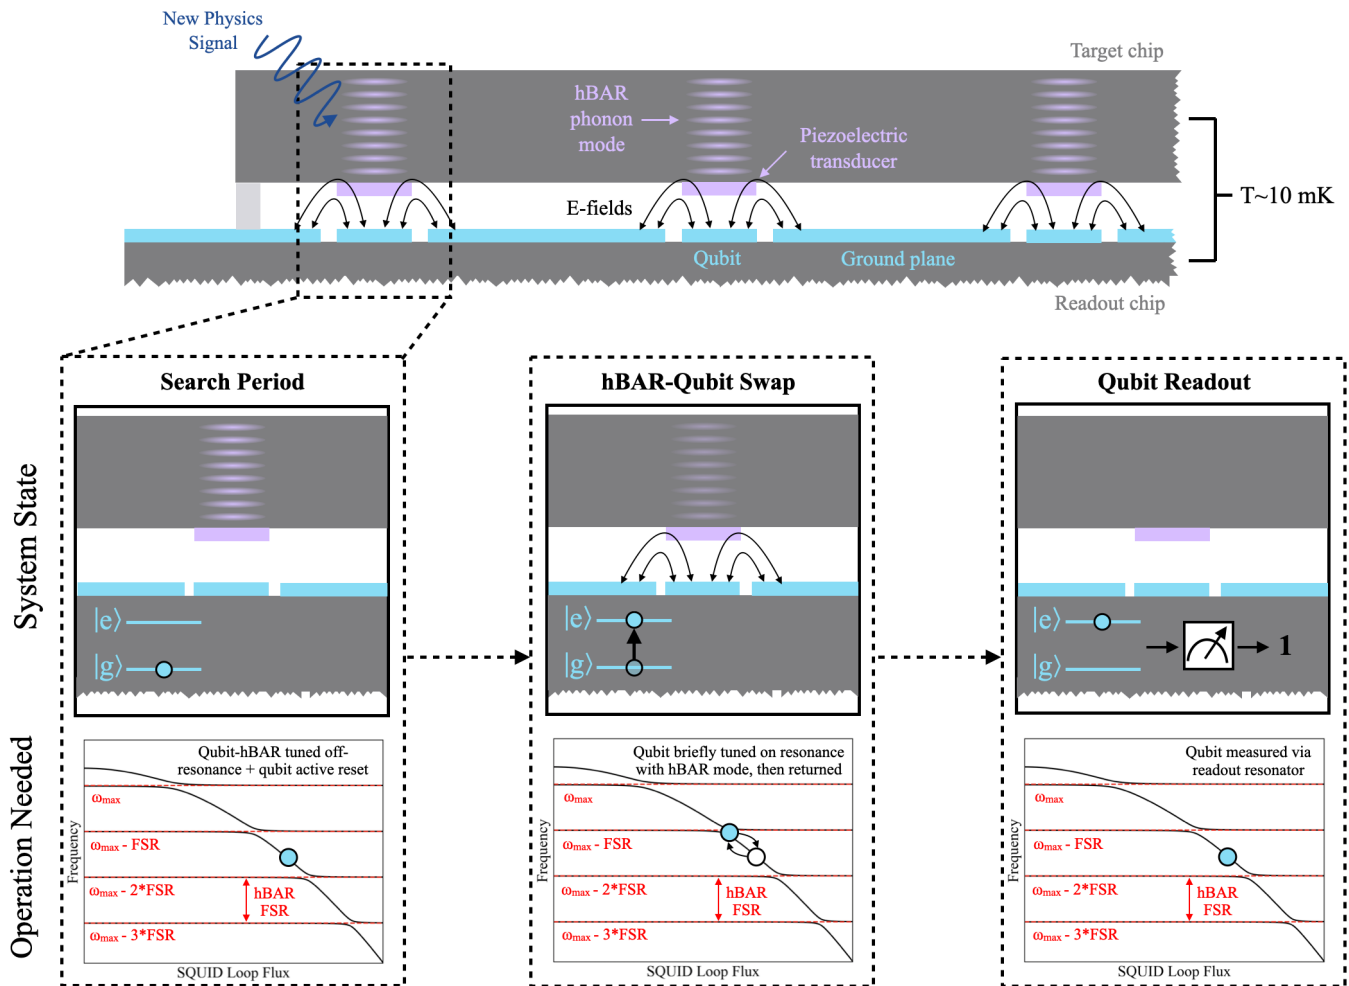 New Physics
Signal
Target chip
hBAR
phonon
mode
Piezoelectric
transducer
E-fields
T~10 mK
Qubit
Ground plane
Readout chip
System State
Search Period
|e⟩
|g⟩
hBAR-Qubit Swap
|e⟩
|g⟩
Qubit Readout
|e⟩
|g⟩
1
Operation Needed
Qubit-hBAR tuned off-
resonance + qubit active reset
ωmax
ωmax - FSR
ωmax - 2*FSR
ωmax - 3*FSR
hBAR
FSR
Frequency
SQUID Loop Flux
Qubit briefly tuned on resonance
with hBAR mode, then returned
ωmax
ωmax - FSR
ωmax - 2*FSR
ωmax - 3*FSR
hBAR
FSR
Frequency
SQUID Loop Flux
Qubit measured via
readout resonator
ωmax
ωmax - FSR
ωmax - 2*FSR
ωmax - 3*FSR
hBAR
FSR
Frequency
SQUID Loop Flux